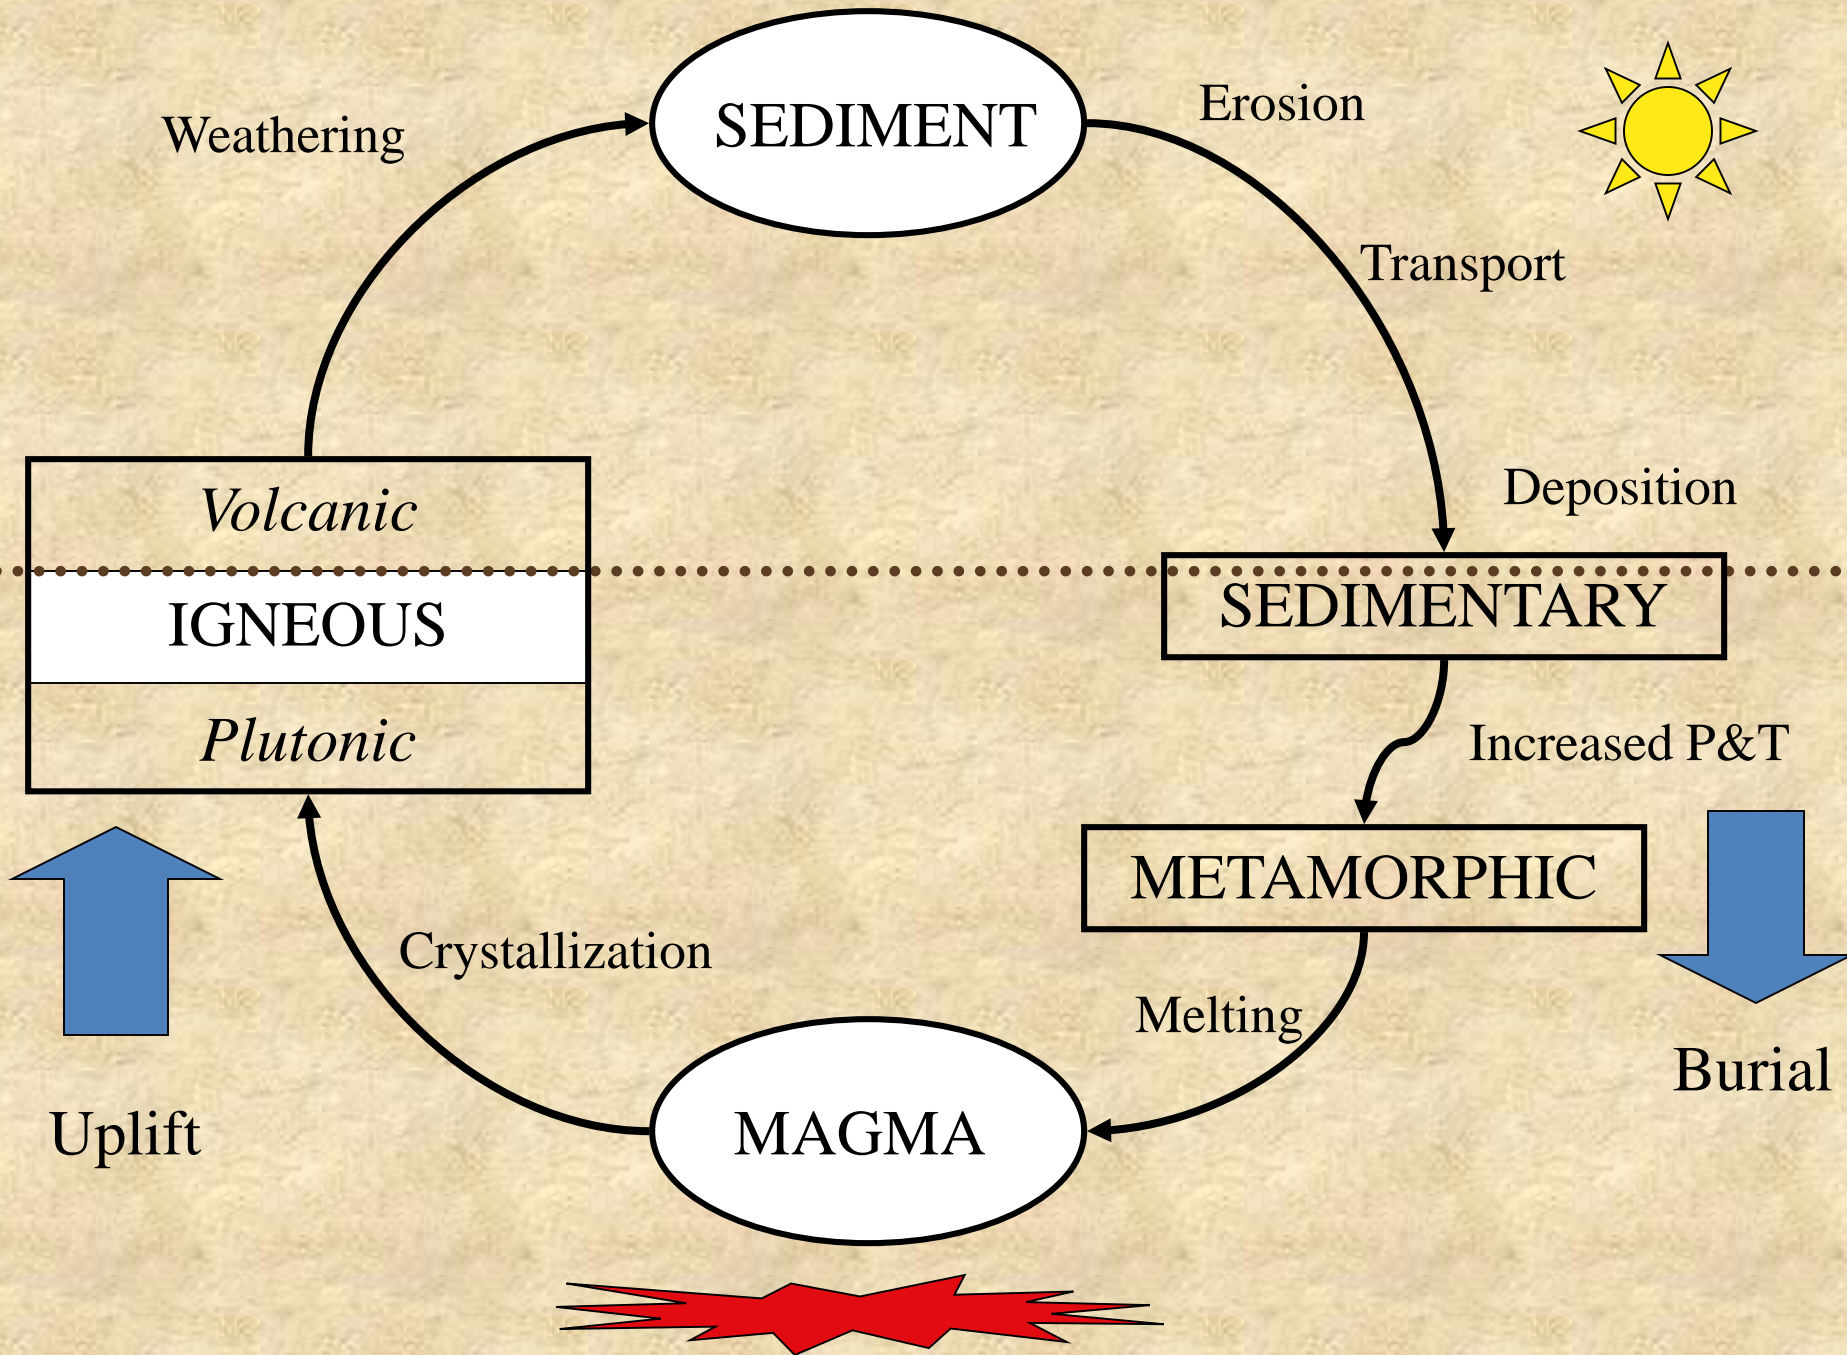 SEDIMENT
Erosion
Weathering
Transport
Deposition
Volcanic
IGNEOUS
SEDIMENTARY
Plutonic
Increased P&T
METAMORPHIC
Crystallization
Melting
Burial
Uplift
MAGMA